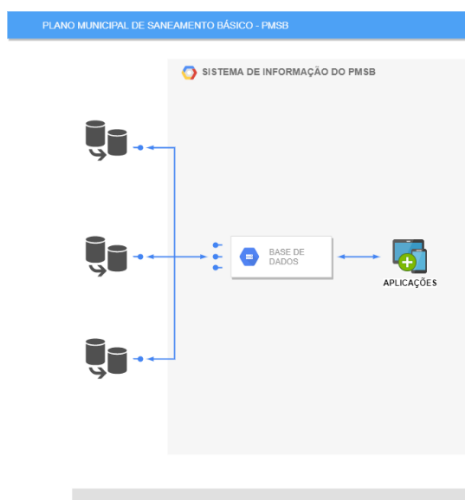 PLANO MUNICIPAL DE SANEAMENTO BÁSICO - PMSB
SISTEMA DE INFORMAÇÃO DO PMSB
BASE DE
DADOS
APLICAÇÕES